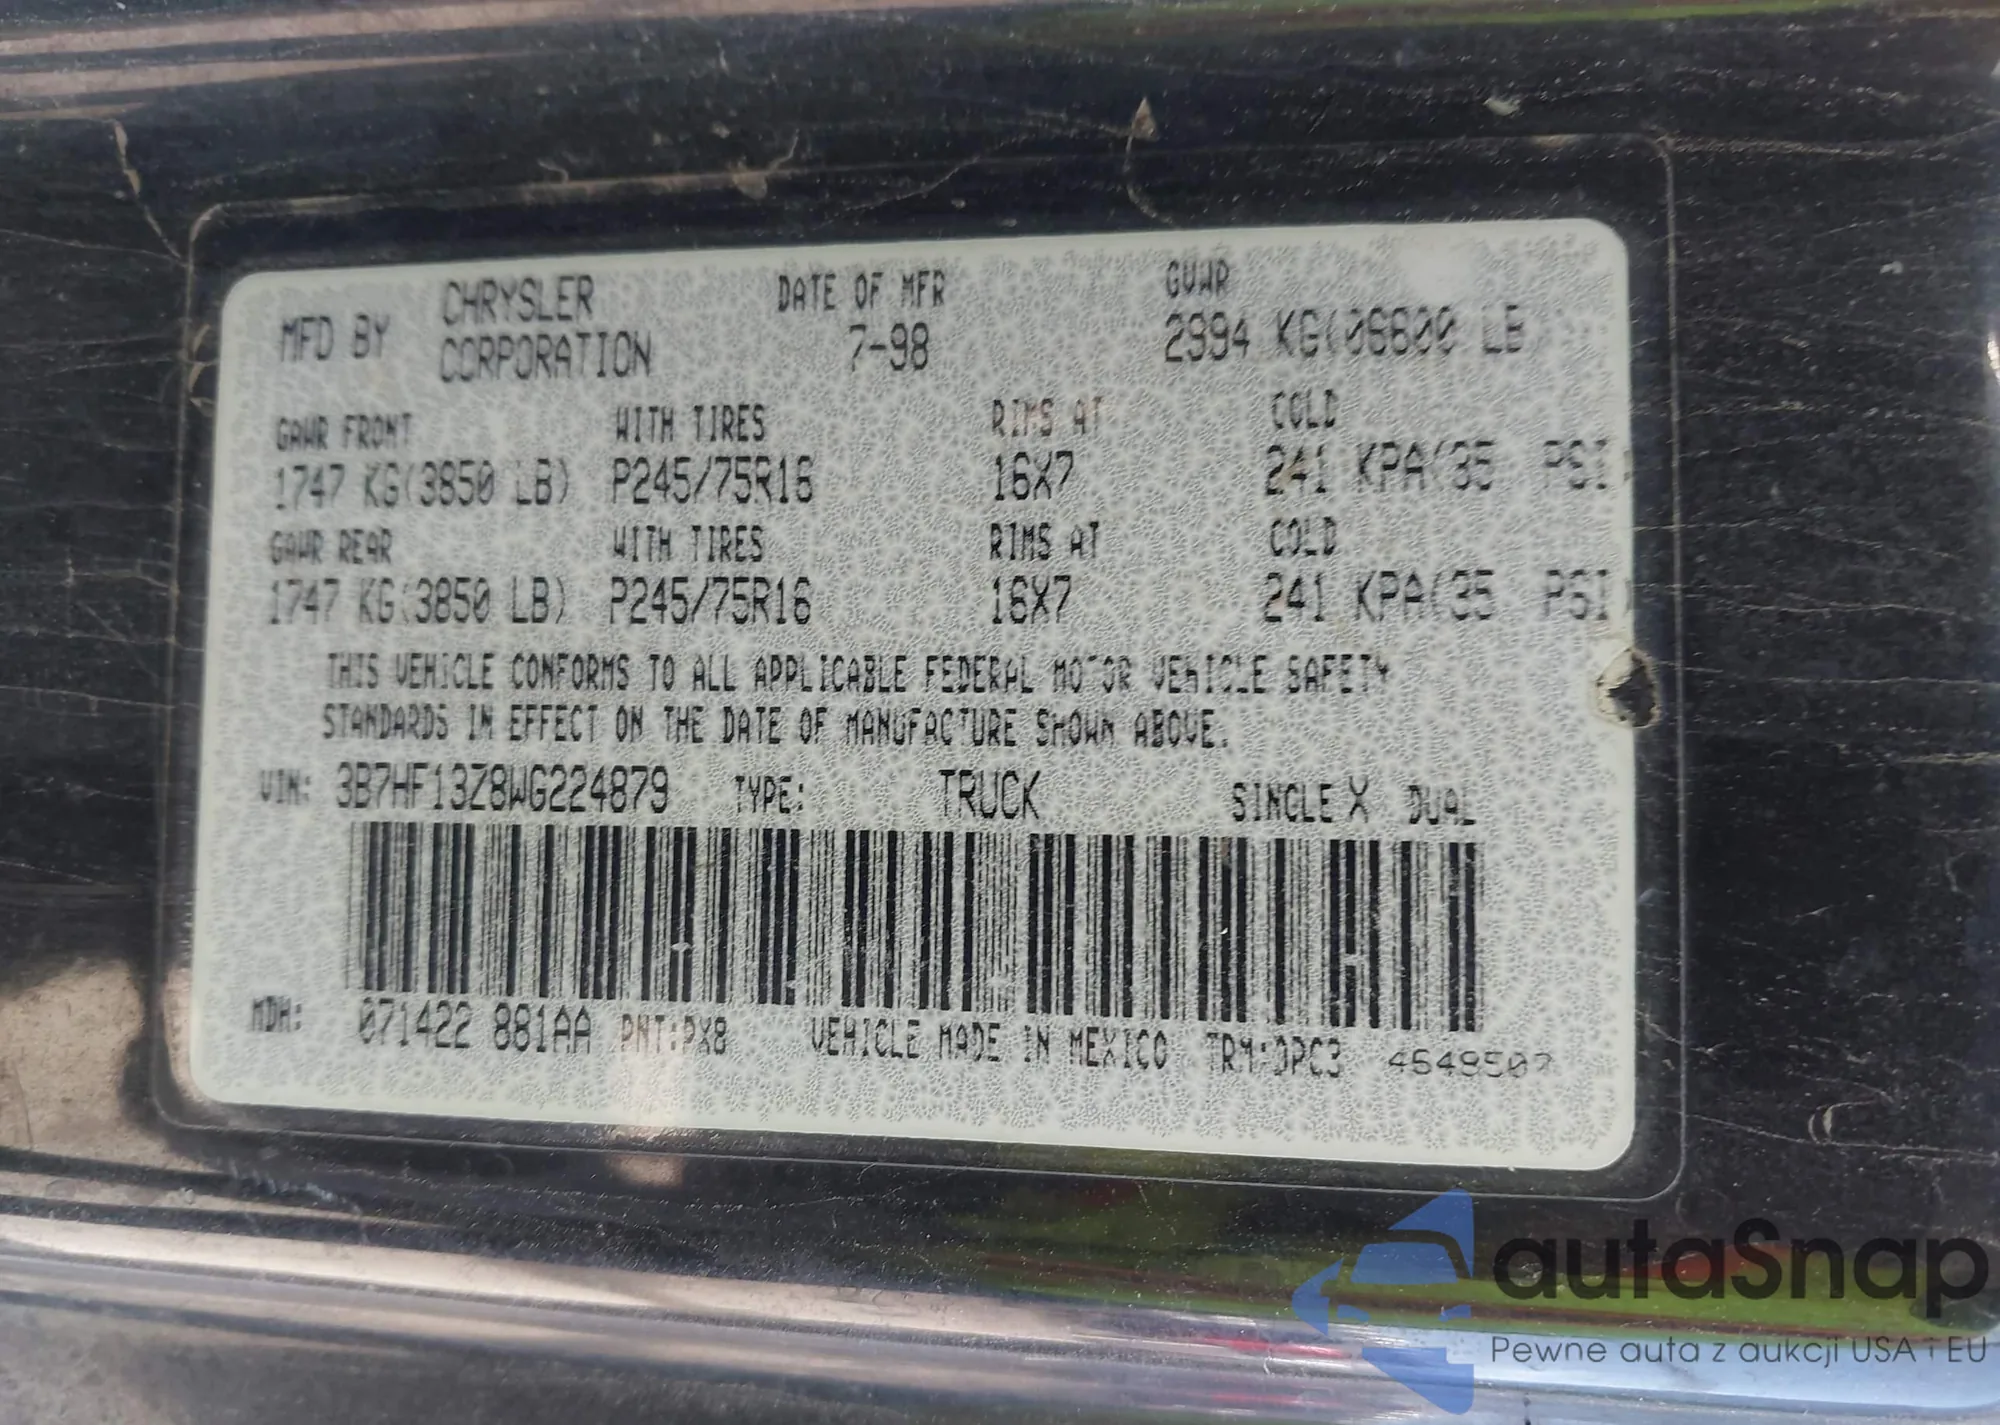 MFD BY CHRYSLER CORPORATION DATE OF MFR 7-98 GVWR 2994 KG(06600 LB)
GAWR FRONT WITH TIRES RIMS AT COLD
1747 KG(3850 LB) P245/75R16 16X7 241 KPA(35 PSI)
GAWR REAR WITH TIRES RIMS AT COLD
1747 KG(3850 LB) P245/75R16 16X7 241 KPA(35 PSI)
THIS VEHICLE CONFORMS TO ALL APPLICABLE FEDERAL MOTOR VEHICLE SAFETY
STANDARDS IN EFFECT ON THE DATE OF MANUFACTURE SHOWN ABOVE.
VIN: 3B7HF13Z8WG224879 TYPE: TRUCK SINGLE X DUAL
MDH: 071422 881AA PNT:PX8 VEHICLE MADE IN MEXICO TRM:DPC3
autaSnap
Pewne auta z aukcji USA i EU